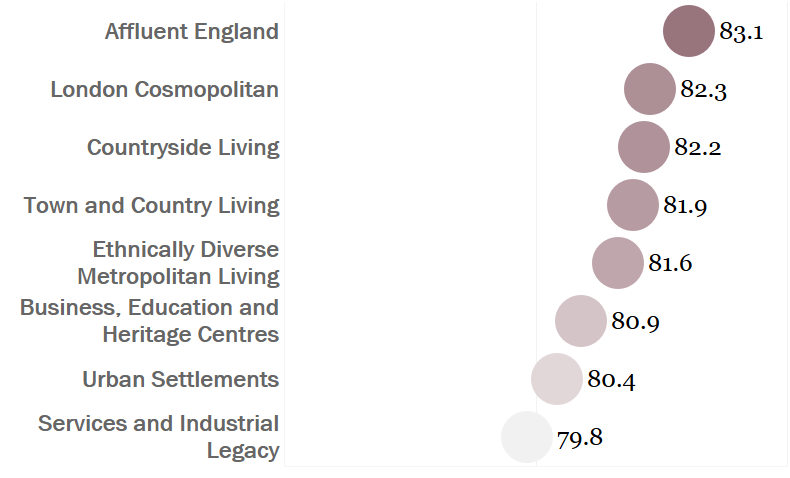 Affluent England 83.1
London Cosmopolitan 82.3
Countryside Living 82.2
Town and Country Living 81.9
Ethnically Diverse
Metropolitan Living 81.6
Business, Education and
Heritage Centres 80.9
Urban Settlements 80.4
Services and Industrial
Legacy 79.8